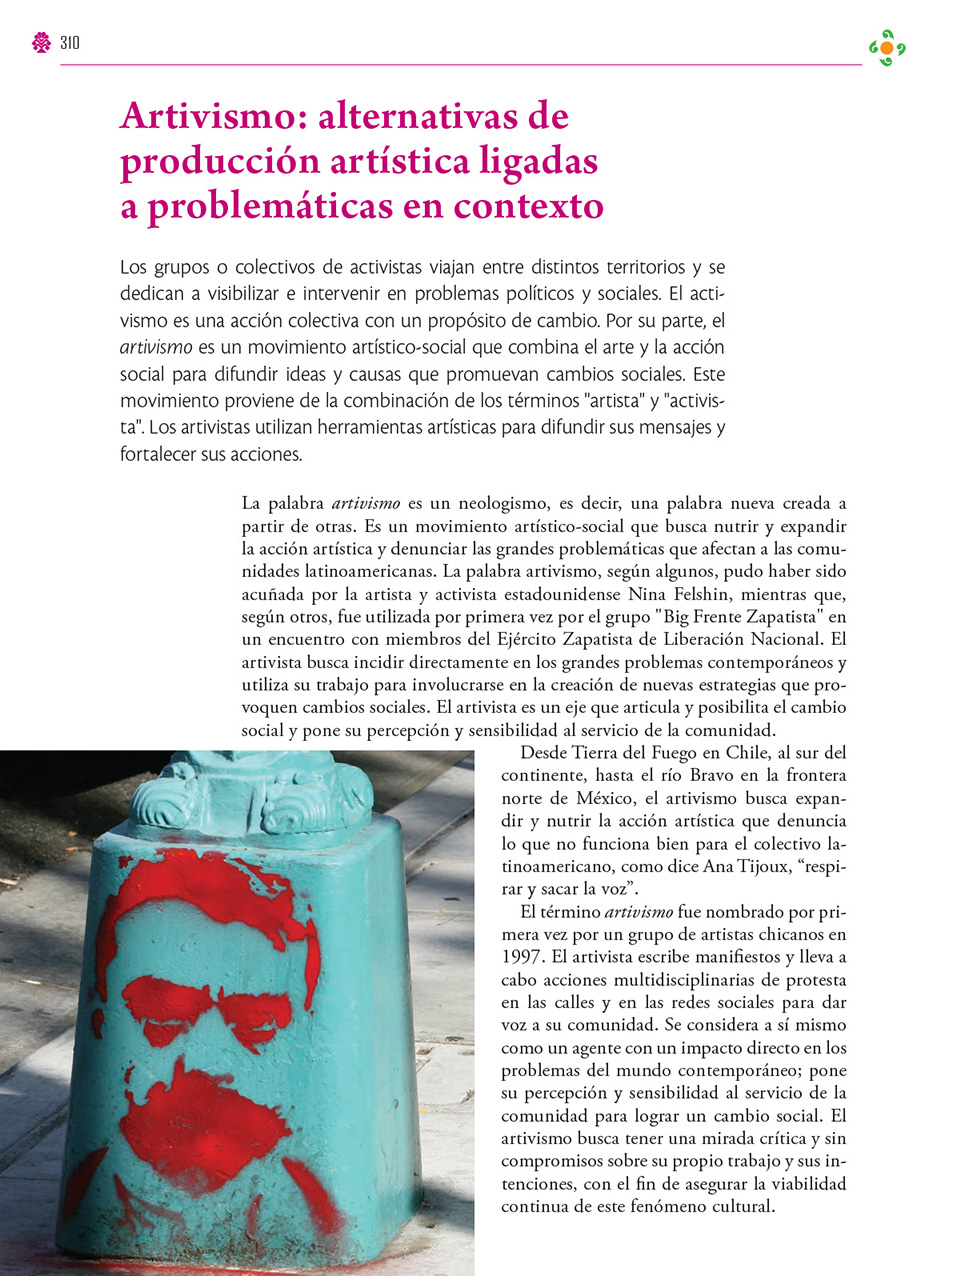 310
Artivismo: alternativas de
producción artística ligadas
a problemáticas en contexto
Los grupos o colectivos de activistas viajan entre distintos territorios y se
dedican a visibilizar e intervenir en problemas políticos y sociales. El acti-
vismo es una acción colectiva con un propósito de cambio. Por su parte, el
artivismo es un movimiento artístico-social que combina el arte y la acción
social para difundir ideas y causas que promuevan cambios sociales. Este
movimiento proviene de la combinación de los términos "artista" y "activis-
ta". Los artivistas utilizan herramientas artísticas para difundir sus mensajes y
fortalecer sus acciones.
La palabra artivismo es un neologismo, es decir, una palabra nueva creada a
partir de otras. Es un movimiento artístico-social que busca nutrir y expandir
la acción artística y denunciar las grandes problemáticas que afectan a las comu-
nidades latinoamericanas. La palabra artivismo, según algunos, pudo haber sido
acuñada por la artista y activista estadounidense Nina Felshin, mientras que,
según otros, fue utilizada por primera vez por el grupo "Big Frente Zapatista" en
un encuentro con miembros del Ejército Zapatista de Liberación Nacional. El
artivista busca incidir directamente en los grandes problemas contemporáneos y
utiliza su trabajo para involucrarse en la creación de nuevas estrategias que pro-
voquen cambios sociales. El artivista es un eje que articula y posibilita el cambio
social y pone su percepción y sensibilidad al servicio de la comunidad.
Desde Tierra del Fuego en Chile, al sur del
continente, hasta el río Bravo en la frontera
norte de México, el artivismo busca expan-
dir y nutrir la acción artística que denuncia
lo que no funciona bien para el colectivo la-
tinoamericano, como dice Ana Tijoux, “respi-
rar y sacar la voz”.
El término artivismo fue nombrado por pri-
mera vez por un grupo de artistas chicanos en
1997. El artivista escribe manifiestos y lleva a
cabo acciones multidisciplinarias de protesta
en las calles y en las redes sociales para dar
voz a su comunidad. Se considera a sí mismo
como un agente con un impacto directo en los
problemas del mundo contemporáneo; pone
su percepción y sensibilidad al servicio de la
comunidad para lograr un cambio social. El
artivismo busca tener una mirada crítica y sin
compromisos sobre su propio trabajo y sus in-
tenciones, con el fin de asegurar la viabilidad
continua de este fenómeno cultural.